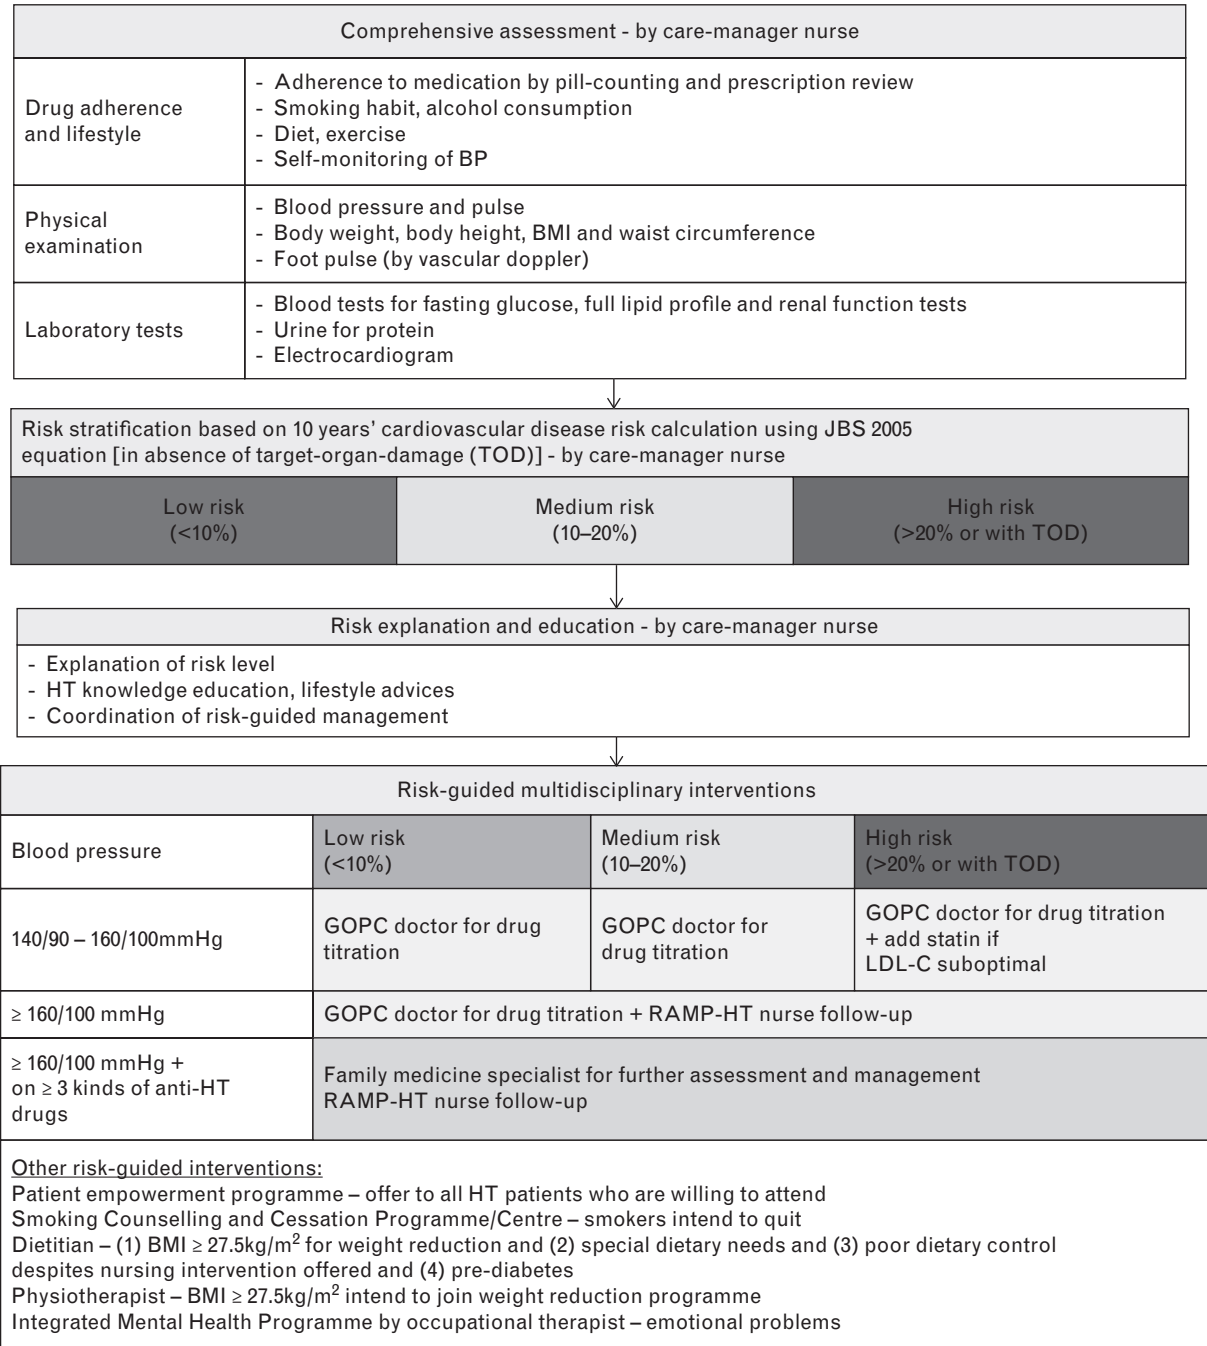 Comprehensive assessment - by care-manager nurse
Drug adherence
and lifestyle
- Adherence to medication by pill-counting and prescription review
- Smoking habit, alcohol consumption
- Diet, exercise
- Self-monitoring of BP
Physical
examination
- Blood pressure and pulse
- Body weight, body height, BMI and waist circumference
- Foot pulse (by vascular doppler)
Laboratory tests
- Blood tests for fasting glucose, full lipid profile and renal function tests
- Urine for protein
- Electrocardiogram
Risk stratification based on 10 years' cardiovascular disease risk calculation using JBS 2005
equation [in absence of target-organ-damage (TOD)] - by care-manager nurse
Low risk
(<10%)
Medium risk
(10–20%)
High risk
(>20% or with TOD)
Risk explanation and education - by care-manager nurse
- Explanation of risk level
- HT knowledge education, lifestyle advices
- Coordination of risk-guided management
Risk-guided multidisciplinary interventions
Blood pressure
Low risk
(<10%)
Medium risk
(10–20%)
High risk
(>20% or with TOD)
140/90 – 160/100mmHg
GOPC doctor for drug
titration
GOPC doctor for
drug titration
GOPC doctor for drug titration
+ add statin if
LDL-C suboptimal
≥ 160/100 mmHg
GOPC doctor for drug titration + RAMP-HT nurse follow-up
≥ 160/100 mmHg +
on ≥ 3 kinds of anti-HT
drugs
Family medicine specialist for further assessment and management
RAMP-HT nurse follow-up
Other risk-guided interventions:
Patient empowerment programme – offer to all HT patients who are willing to attend
Smoking Counselling and Cessation Programme/Centre – smokers intend to quit
Dietitian – (1) BMI ≥ 27.5kg/m² for weight reduction and (2) special dietary needs and (3) poor dietary control
despites nursing intervention offered and (4) pre-diabetes
Physiotherapist – BMI ≥ 27.5kg/m² intend to join weight reduction programme
Integrated Mental Health Programme by occupational therapist – emotional problems